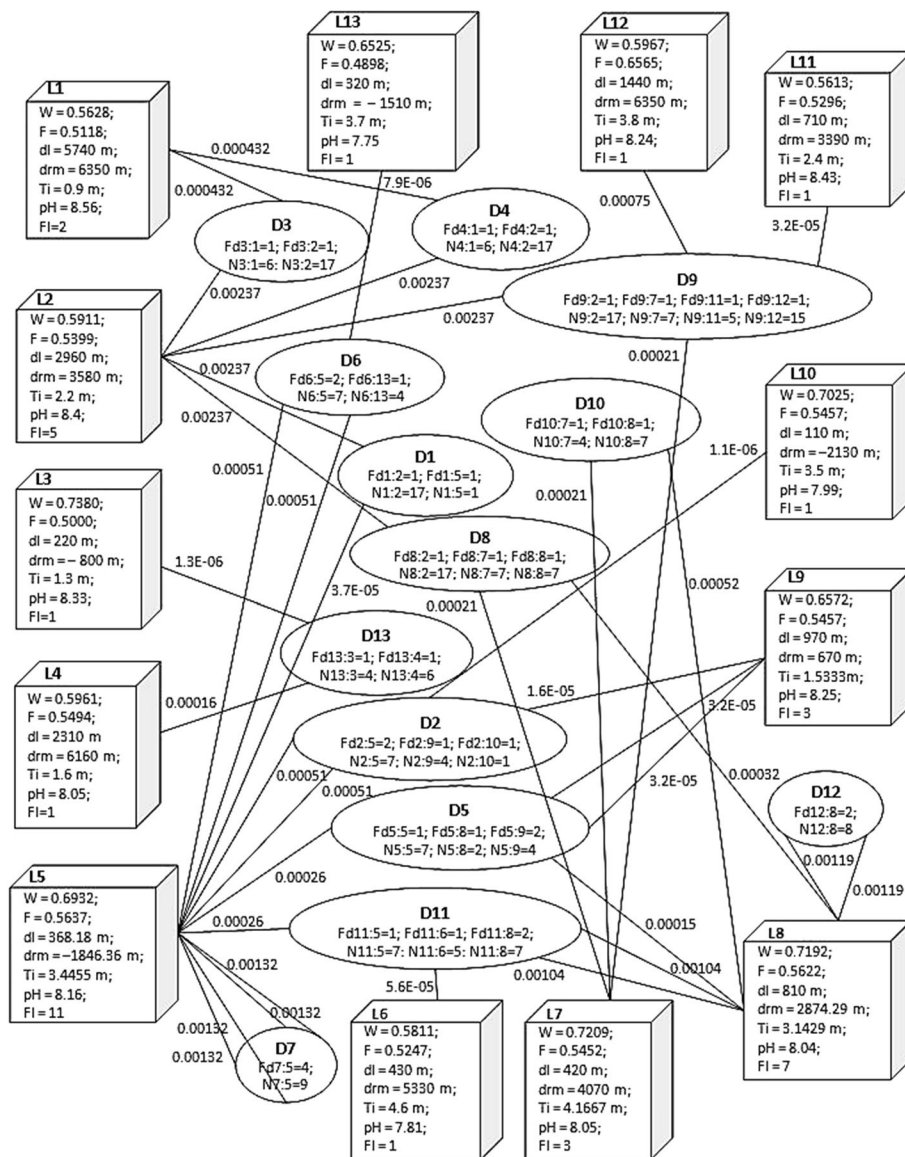 L13
W = 0.6525;
F = 0.4898;
dl = 320 m;
drm = – 1510 m;
Ti = 3.7 m;
pH = 7.75
FI = 1
L12
W = 0.5967;
F = 0.6565;
dl = 1440 m;
drm = 6350 m;
Ti = 3.8 m;
pH = 8.24;
FI = 1
L11
W = 0.5613;
F = 0.5296;
dl = 710 m;
drm = 3390 m;
Ti = 2.4 m;
pH = 8.43;
FI = 1
L1
W = 0.5628;
F = 0.5118;
dl = 5740 m;
drm = 6350 m;
Ti = 0.9 m;
pH = 8.56;
FI=2
0.000432
0.000432
7.9E-06
0.00075
3.2E-05
D3
Fd3:1=1; Fd3:2=1;
N3:1=6: N3:2=17
D4
Fd4:1=1; Fd4:2=1;
N4:1=6; N4:2=17
D9
Fd9:2=1; Fd9:7=1; Fd9:11=1; Fd9:12=1;
N9:2=17; N9:7=7; N9:11=5; N9:12=15
L2
W = 0.5911;
F = 0.5399;
dl = 2960 m;
drm = 3580 m;
Ti = 2.2 m;
pH = 8.4;
FI=5
0.00237
0.00237
0.00237
0.00237
0.00237
0.00021
D6
Fd6:5=2; Fd6:13=1;
N6:5=7; N6:13=4
D10
Fd10:7=1; Fd10:8=1;
N10:7=4; N10:8=7
L10
W = 0.7025;
F = 0.5457;
dl = 110 m;
drm = –2130 m;
Ti = 3.5 m;
pH = 7.99;
FI = 1
1.1E-06
0.00051
0.00051
0.00021
D1
Fd1:2=1; Fd1:5=1;
N1:2=17; N1:5=1
D8
Fd8:2=1; Fd8:7=1; Fd8:8=1;
N8:2=17; N8:7=7; N8:8=7
L3
W = 0.7380;
F = 0.5000;
dl = 220 m;
drm = – 800 m;
Ti = 1.3 m;
pH = 8.33;
FI=1
1.3E-06
3.7E-05
0.00021
0.00052
D13
Fd13:3=1; Fd13:4=1;
N13:3=4; N13:4=6
L9
W = 0.6572;
F = 0.5457;
dl = 970 m;
drm = 670 m;
Ti = 1.5333m;
pH = 8.25;
FI = 3
L4
W = 0.5961;
F = 0.5494;
dl = 2310 m
drm = 6160 m;
Ti = 1.6 m;
pH = 8.05;
FI=1
0.00016
1.6E-05
3.2E-05
3.2E-05
D2
Fd2:5=2; Fd2:9=1; Fd2:10=1;
N2:5=7; N2:9=4; N2:10=1
0.00051
0.00051
0.00032
D5
Fd5:5=1; Fd5:8=1; Fd5:9=2;
N5:5=7; N5:8=2; N5:9=4
D12
Fd12:8=2;
N12:8=8
0.00119
0.00119
L5
W = 0.6932;
F = 0.5637;
dl = 368.18 m;
drm= –1846.36 m;
Ti = 3.4455 m;
pH = 8.16;
FI = 11
0.00026
0.00026
D11
Fd11:5=1; Fd11:6=1; Fd11:8=2;
N11:5=7: N11:6=5; N11:8=7
0.00015
0.00104
0.00104
5.6E-05
0.00132
0.00132
0.00132
D7
Fd7:5=4;
N7:5=9
L6
W = 0.5811;
F = 0.5247;
dl = 430 m;
drm = 5330 m;
Ti = 4.6 m;
pH = 7.81;
FI = 1
L7
W = 0.7209;
F = 0.5452;
dl = 420 m;
drm = 4070 m;
Ti = 4.1667 m;
pH = 8.05;
FI = 3
L8
W = 0.7192;
F = 0.5622;
dl = 810 m;
drm = 2874.29 m;
Ti = 3.1429 m;
pH = 8.04;
FI = 7